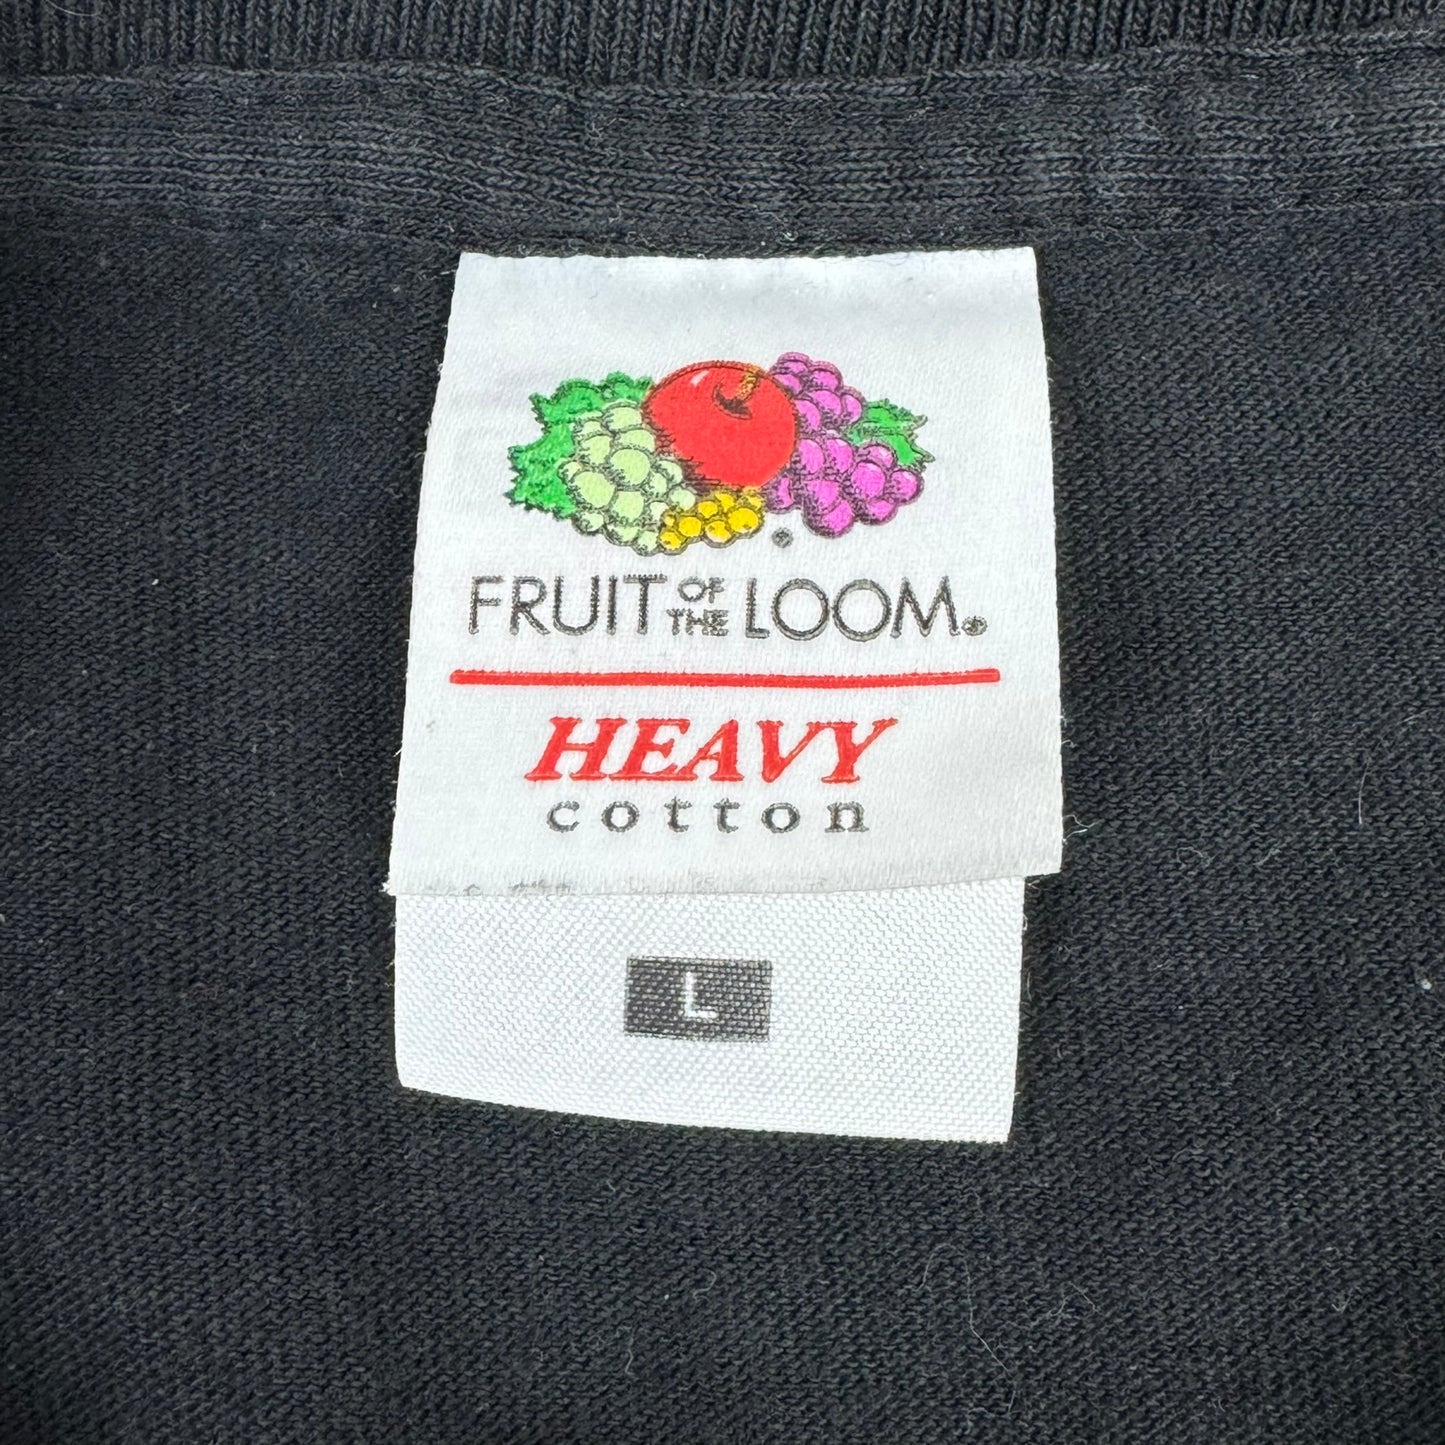 FRUIT OF THE LOOM®
HEAVY
cotton
L